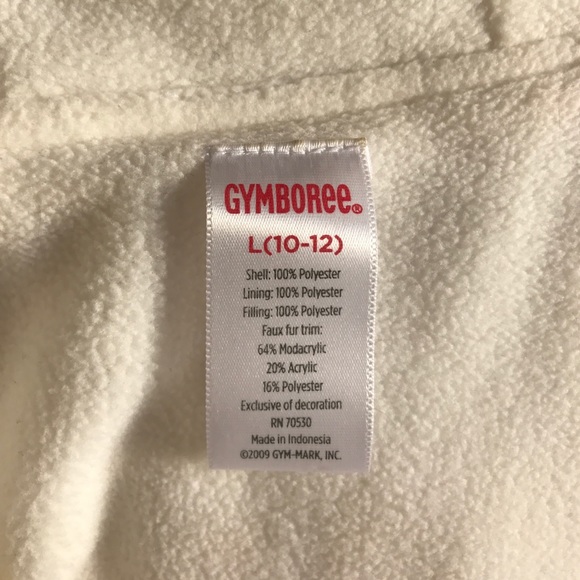 GYMBOREE®
L(10-12)
Shell: 100% Polyester
Lining: 100% Polyester
Filling: 100% Polyester
Faux fur trim:
64% Modacrylic
20% Acrylic
16% Polyester
Exclusive of decoration
RN 70530
Made in Indonesia
©2009 GYM-MARK, INC.